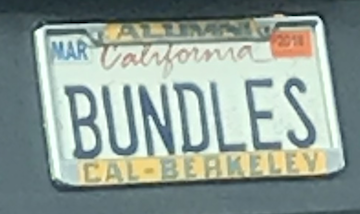 ALUMNI
MAR California 2018
BUNDLES
CAL-BERKELEY